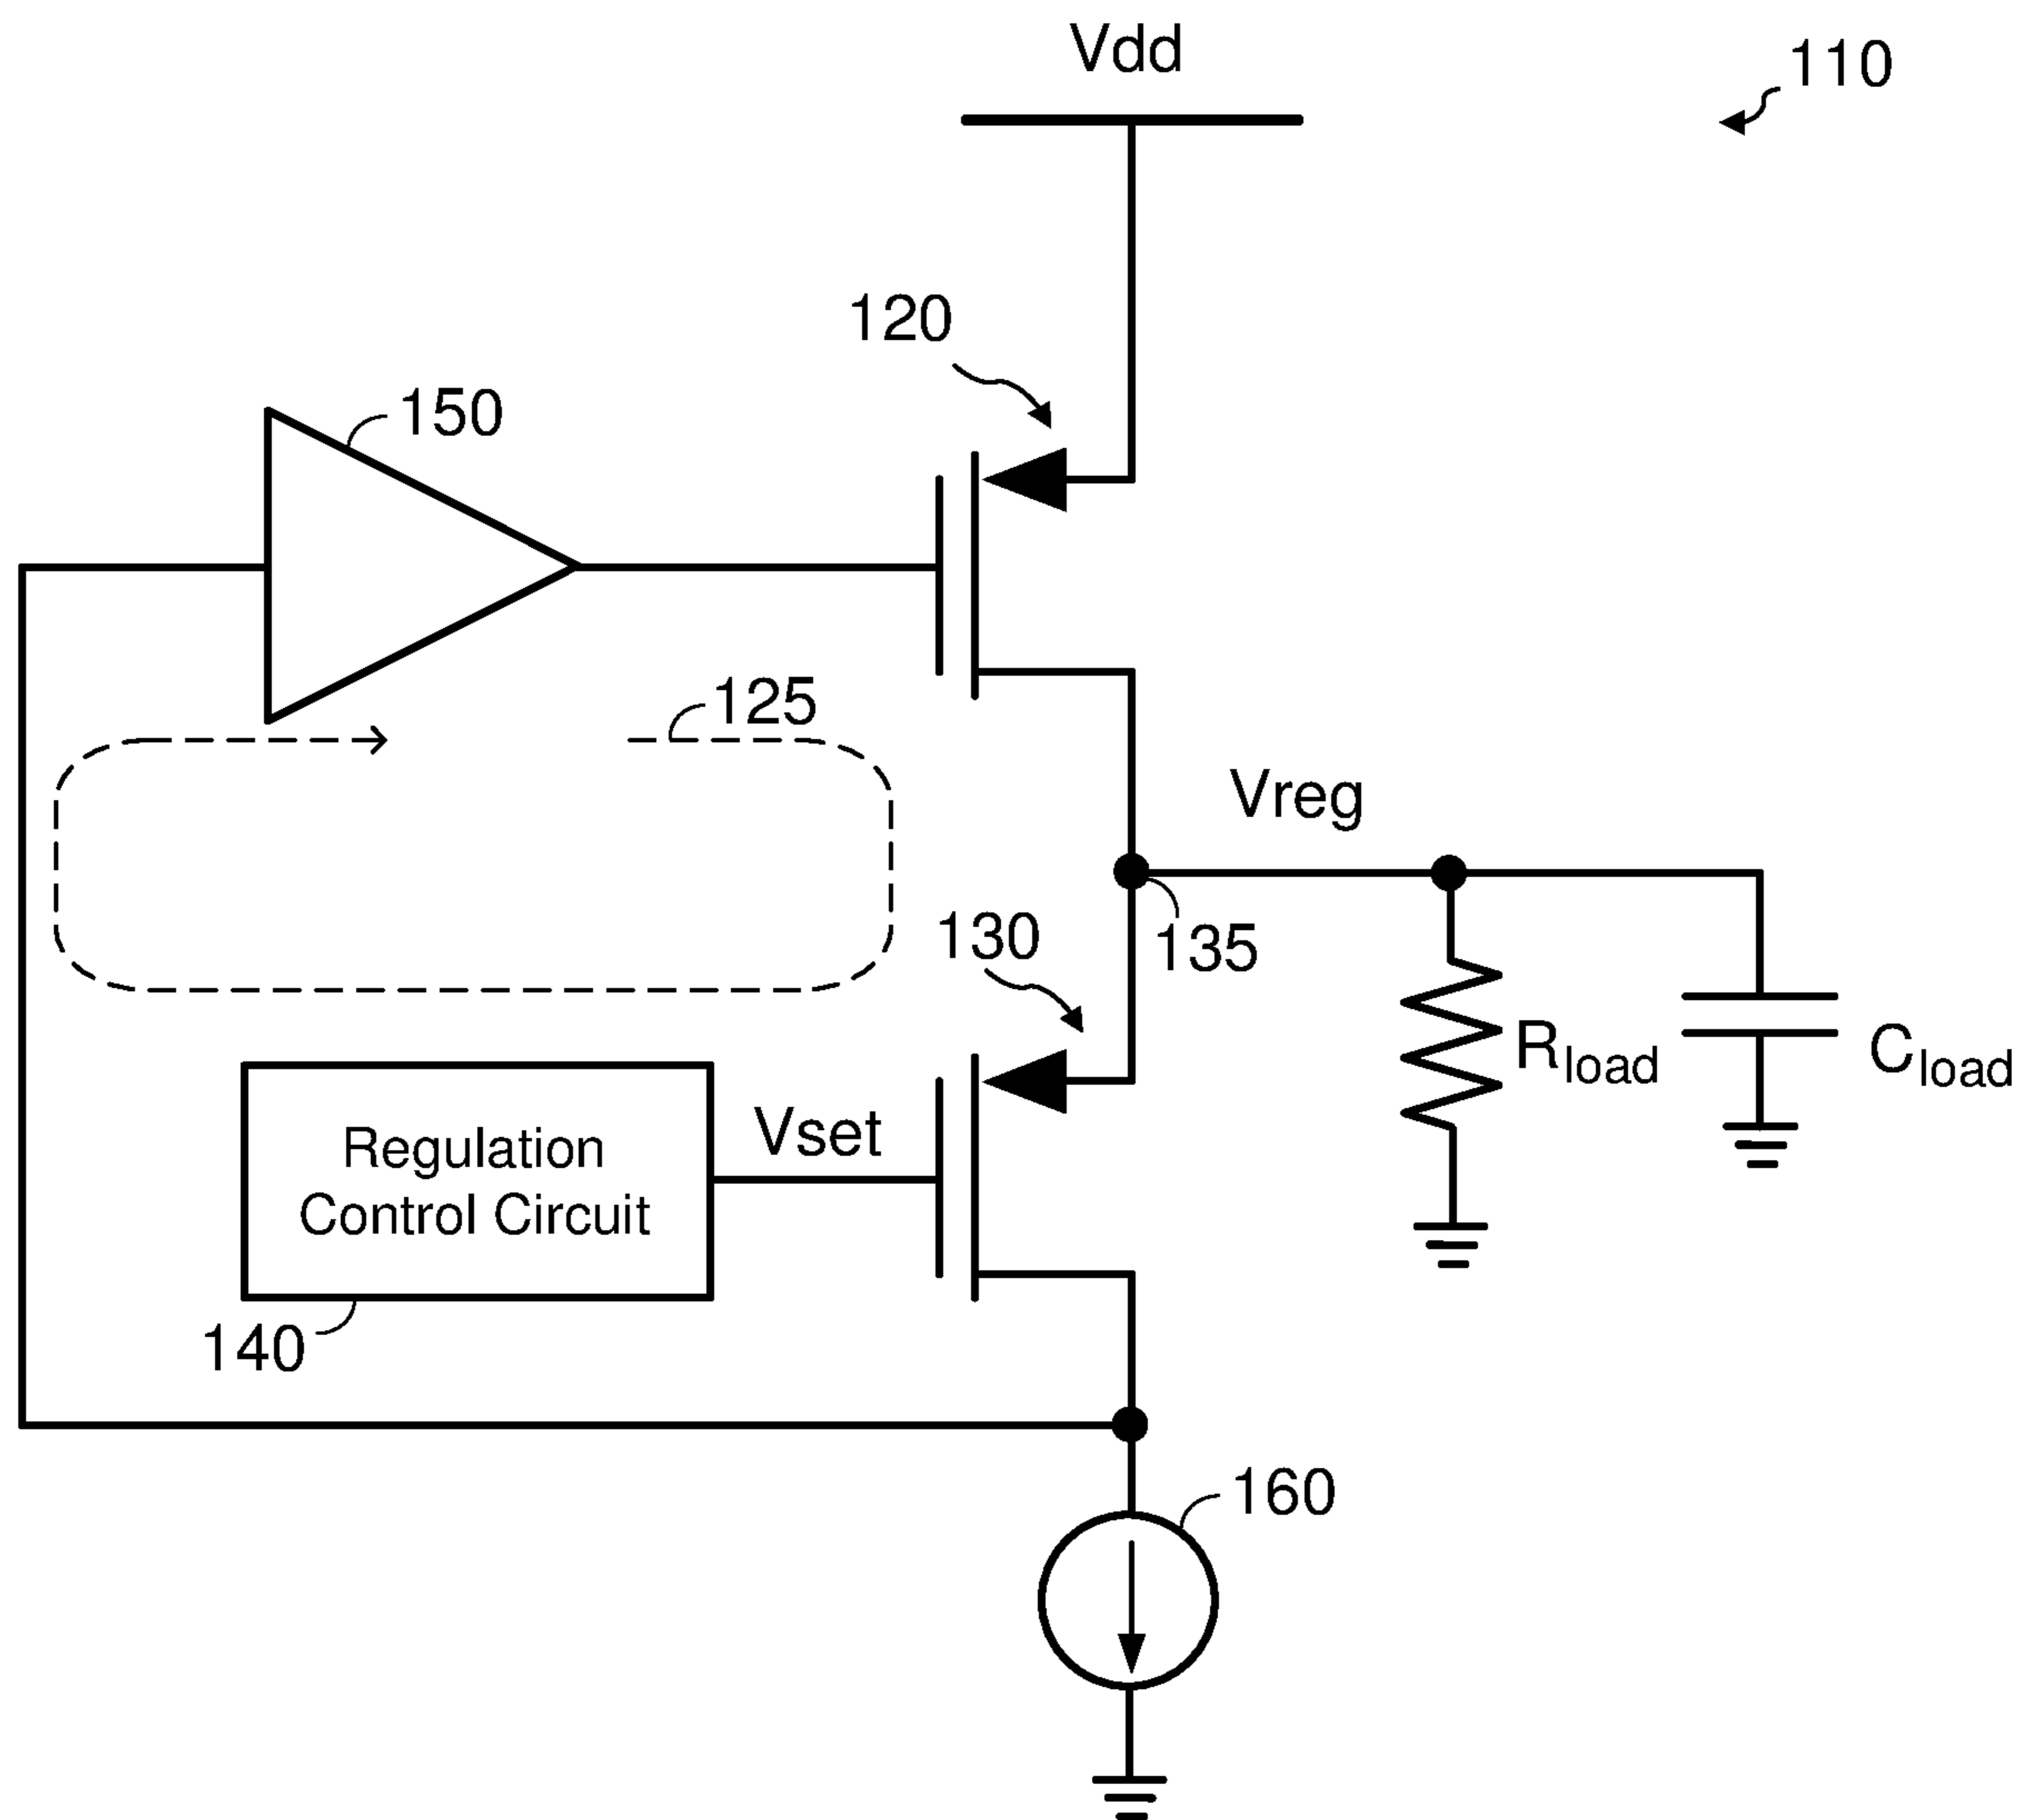 Vdd
110
120
150
125
Vreg
130
135
Rload
Cload
Regulation
Control Circuit
Vset
140
160